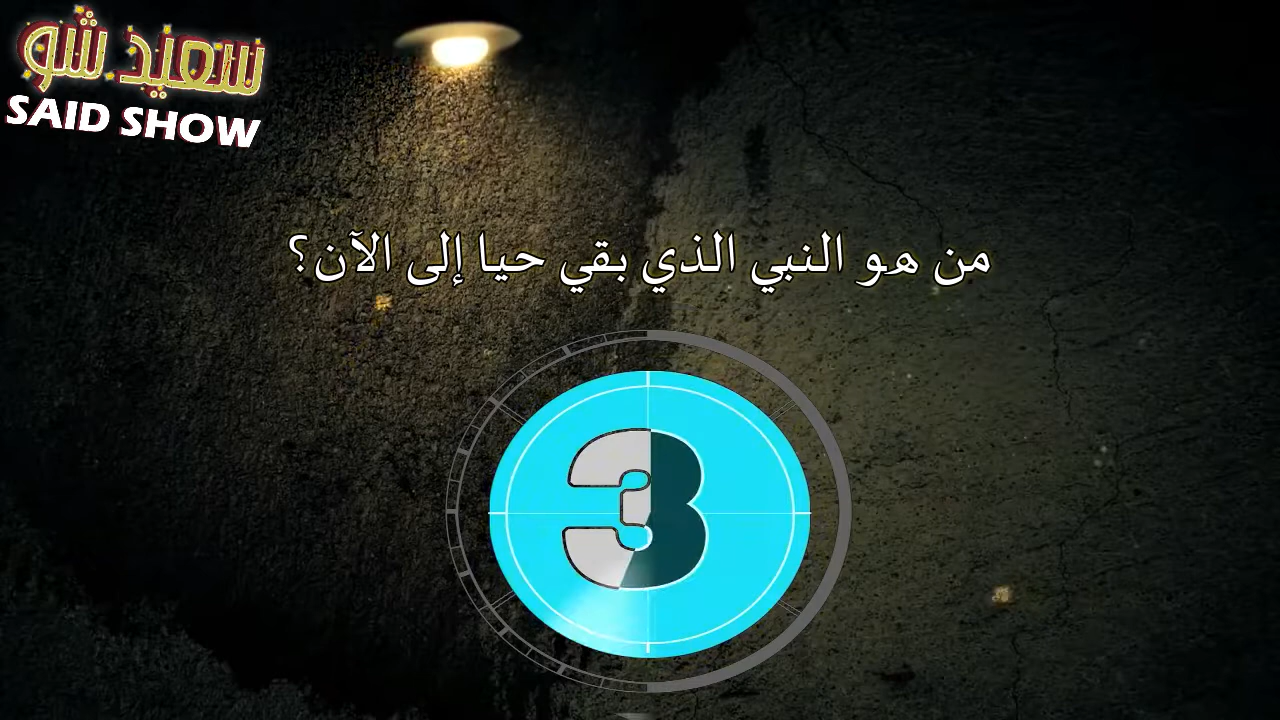 سعيد شو
SAID SHOW
من هو النبي الذي بقي حيا إلى الآن؟
3